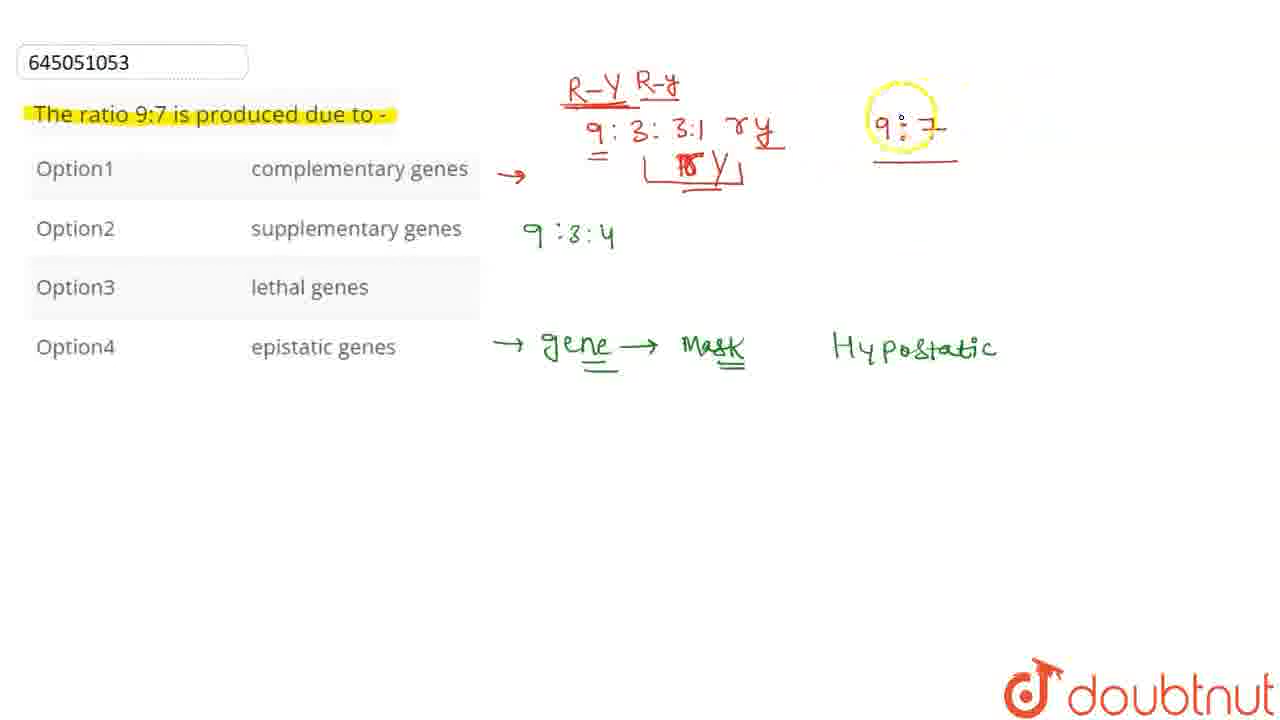 645051053
The ratio 9:7 is produced due to -
Option1 complementary genes
Option2 supplementary genes
Option3 lethal genes
Option4 epistatic genes
R-Y R-y
9:3:3:1 ry
Y
9:7
9:3:4
gene → Mask Hypostatic
doubtnut